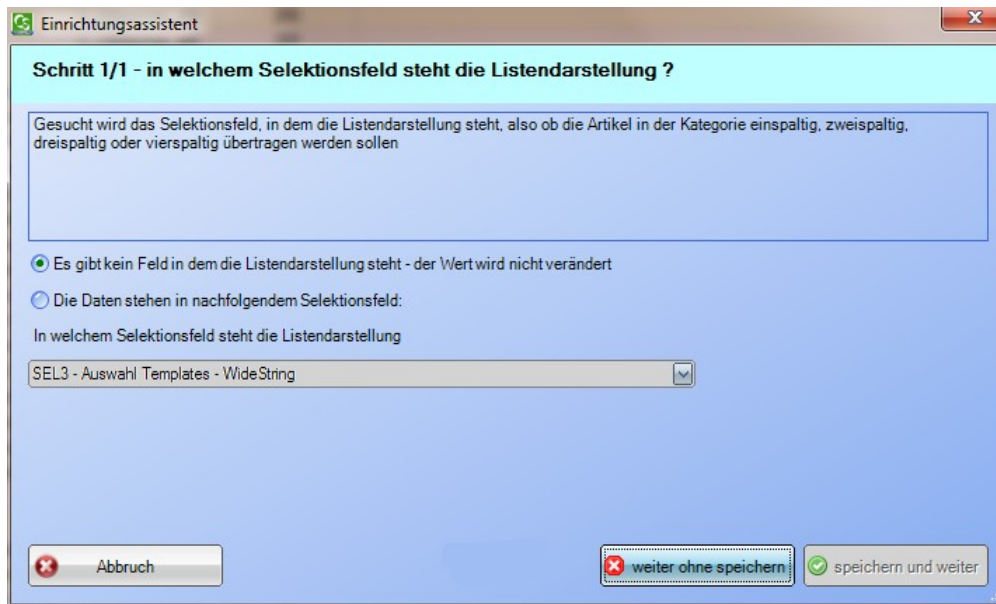 Einrichtungsassistent
Schritt 1/1 - in welchem Selektionsfeld steht die Listendarstellung ?
Gesucht wird das Selektionsfeld, in dem die Listendarstellung steht, also ob die Artikel in der Kategorie einspaltig, zweispaltig,
dreispaltig oder vierspaltig übertragen werden sollen
Es gibt kein Feld in dem die Listendarstellung steht - der Wert wird nicht verändert
Die Daten stehen in nachfolgendem Selektionsfeld:
In welchem Selektionsfeld steht die Listendarstellung
SEL3 - Auswahl Templates - WideString
Abbruch
weiter ohne speichern
speichern und weiter